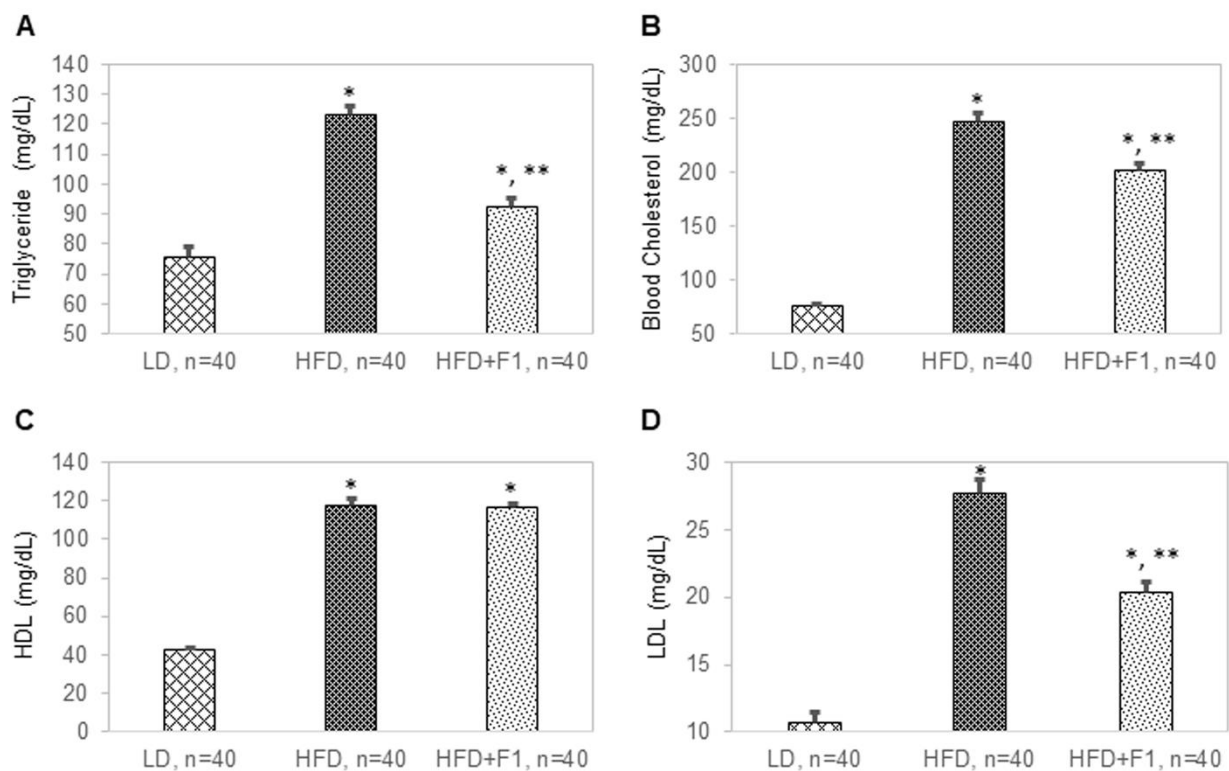 A
Triglyceride (mg/dL)
140
130
120
110
100
90
80
70
60
50
*
*, **
LD, n=40
HFD, n=40
HFD+F1, n=40
B
Blood Cholesterol (mg/dL)
300
250
200
150
100
50
*
*, **
LD, n=40
HFD, n=40
HFD+F1, n=40
C
HDL (mg/dL)
140
120
100
80
60
40
20
0
*
*
LD, n=40
HFD, n=40
HFD+F1, n=40
D
LDL (mg/dL)
30
25
20
15
10
*
*, **
LD, n=40
HFD, n=40
HFD+F1, n=40